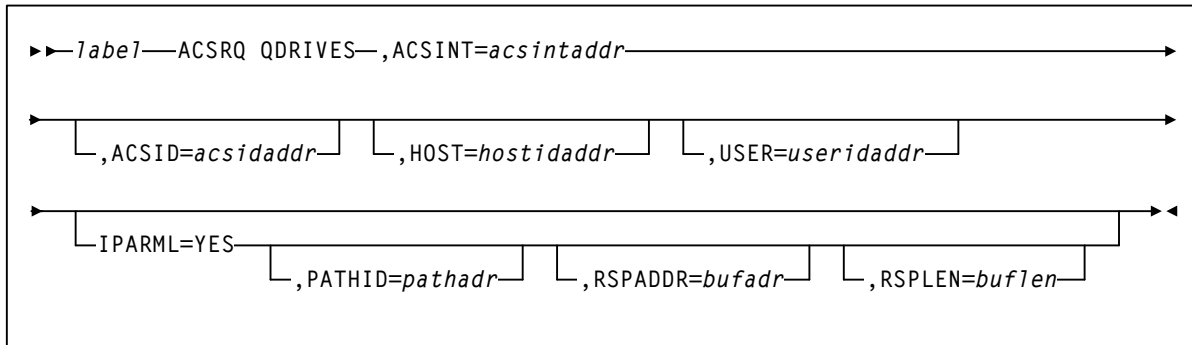 label ACSRQ QDRIVES ,ACSINT=acsintaddr
,ACSID=acsidaddr ,HOST=hostidaddr ,USER=useridaddr
IPARML=YES
,PATHID=pathadr ,RSPADDR=bufadr ,RSPLEN=buflen